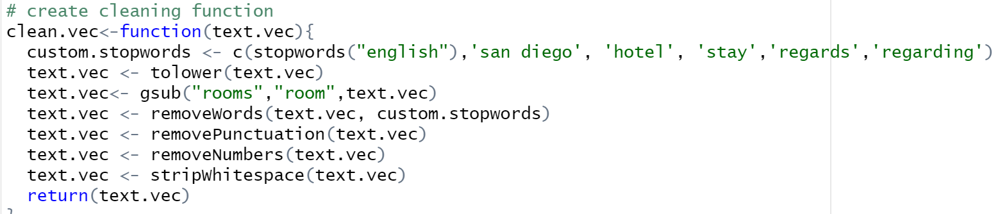 # create cleaning function
clean.vec<-function(text.vec){
  custom.stopwords <- c(stopwords("english"),'san diego', 'hotel', 'stay','regards','regarding')
  text.vec <- tolower(text.vec)
  text.vec<- gsub("rooms","room",text.vec)
  text.vec <- removeWords(text.vec, custom.stopwords)
  text.vec <- removePunctuation(text.vec)
  text.vec <- removeNumbers(text.vec)
  text.vec <- stripWhitespace(text.vec)
  return(text.vec)
}